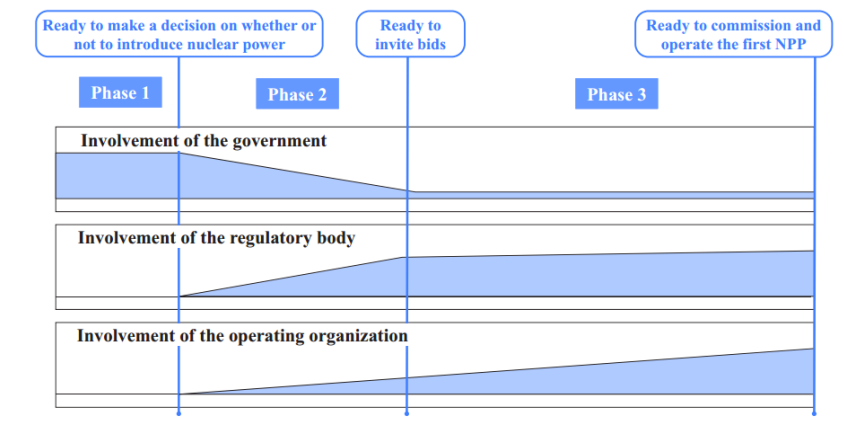 Ready to make a decision on whether or
not to introduce nuclear power
Ready to
invite bids
Ready to commission and
operate the first NPP
Phase 1
Phase 2
Phase 3
Involvement of the government
Involvement of the regulatory body
Involvement of the operating organization